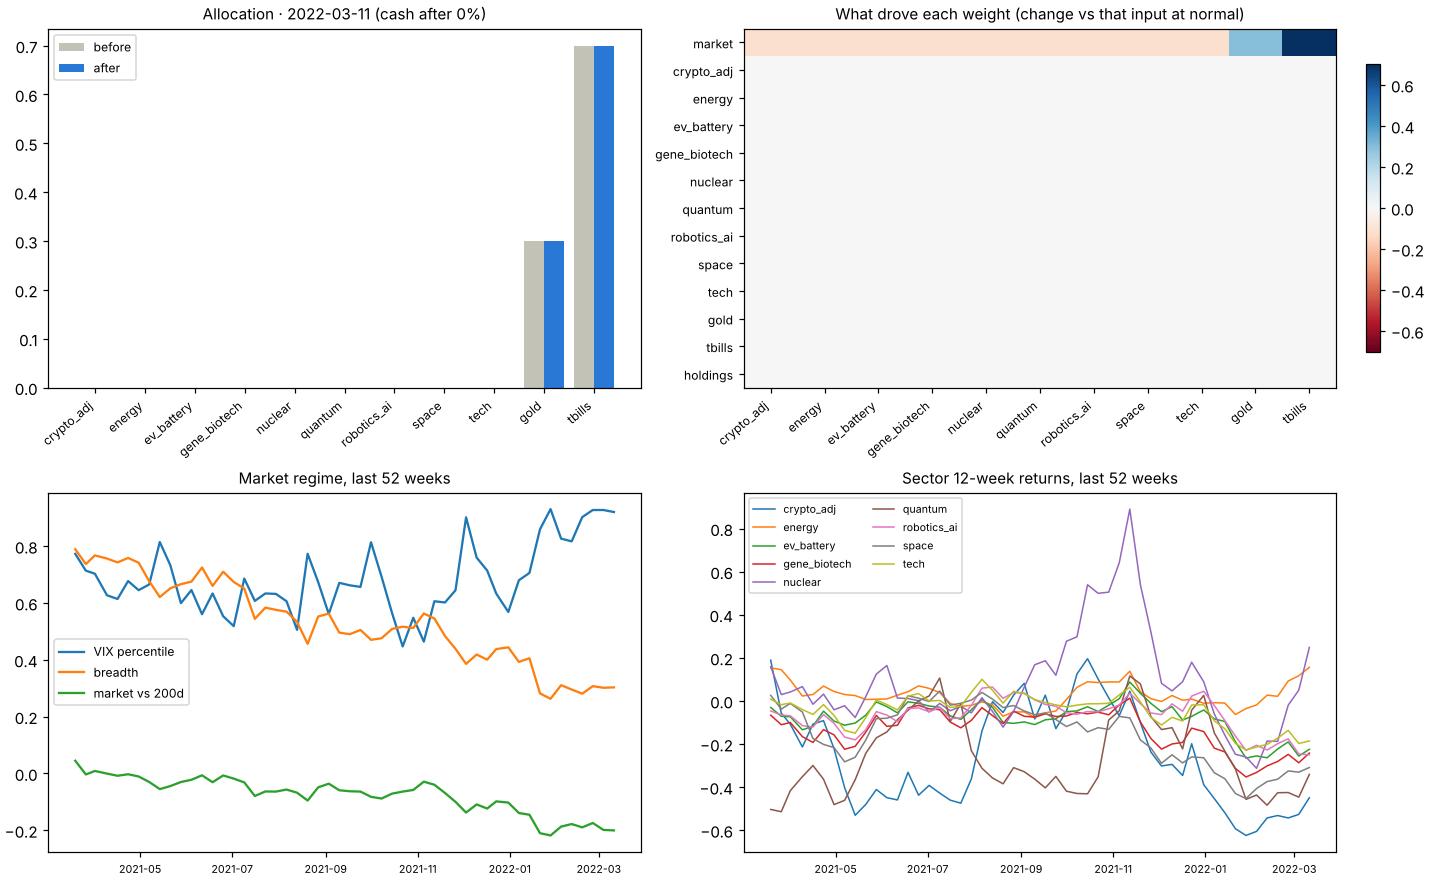 Allocation · 2022-03-11 (cash after 0%)
before
after
0.7
0.6
0.5
0.4
0.3
0.2
0.1
0.0
crypto_adj
energy
ev_battery
gene_biotech
nuclear
quantum
robotics_ai
space
tech
gold
tbills
What drove each weight (change vs that input at normal)
market
crypto_adj
energy
ev_battery
gene_biotech
nuclear
quantum
robotics_ai
space
tech
gold
tbills
holdings
crypto_adj
energy
ev_battery
gene_biotech
nuclear
quantum
robotics_ai
space
tech
gold
tbills
0.6
0.4
0.2
0.0
−0.2
−0.4
−0.6
Market regime, last 52 weeks
0.8
0.6
0.4
0.2
0.0
−0.2
VIX percentile
breadth
market vs 200d
2021-05
2021-07
2021-09
2021-11
2022-01
2022-03
Sector 12-week returns, last 52 weeks
crypto_adj
energy
ev_battery
gene_biotech
nuclear
quantum
robotics_ai
space
tech
0.8
0.6
0.4
0.2
0.0
−0.2
−0.4
−0.6
2021-05
2021-07
2021-09
2021-11
2022-01
2022-03